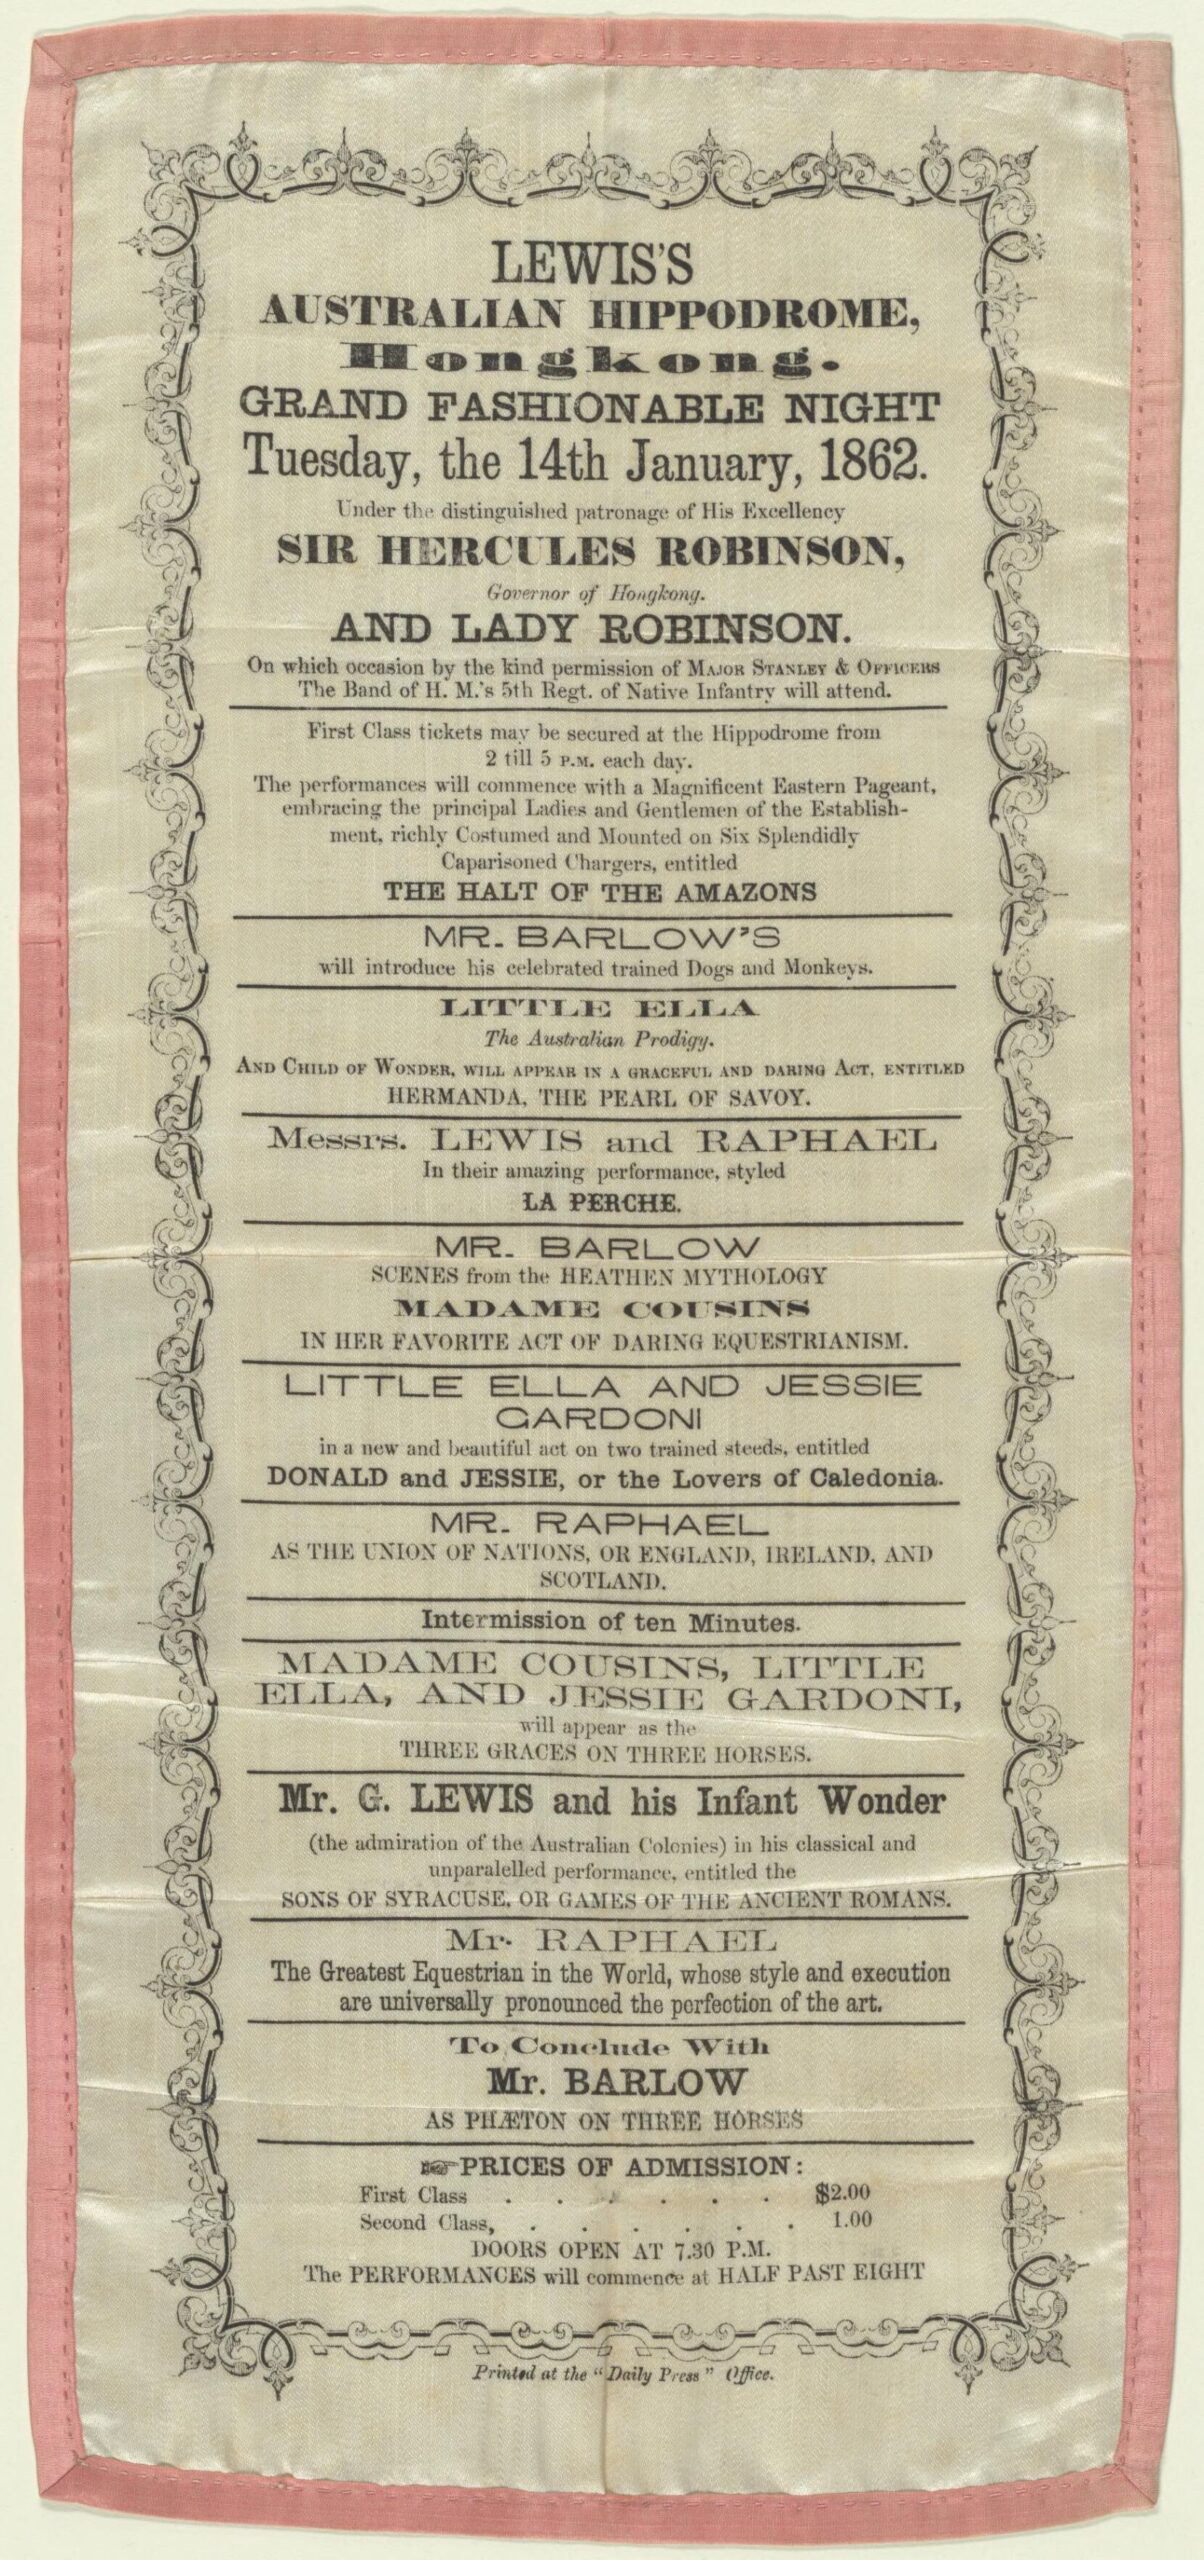 LEWIS'S
AUSTRALIAN HIPPODROME,
Hongkong.
GRAND FASHIONABLE NIGHT
Tuesday, the 14th January, 1862.
Under the distinguished patronage of His Excellency
SIR HERCULES ROBINSON,
Governor of Hongkong.
AND LADY ROBINSON.
On which occasion by the kind permission of MAJOR STANLEY & OFFICERS
The Band of H. M.'s 5th Regt. of Native Infantry will attend.
First Class tickets may be secured at the Hippodrome from
2 till 5 P.M. each day.
The performances will commence with a Magnificent Eastern Pageant,
embracing the principal Ladies and Gentlemen of the Establish-
ment, richly Costumed and Mounted on Six Splendidly
Caparisoned Chargers, entitled
THE HALT OF THE AMAZONS
MR. BARLOW'S
will introduce his celebrated trained Dogs and Monkeys.
LITTLE ELLA
The Australian Prodigy.
AND CHILD OF WONDER, WILL APPEAR IN A GRACEFUL AND DARING ACT, ENTITLED
HERMANDA, THE PEARL OF SAVOY.
Messrs. LEWIS and RAPHAEL
In their amazing performance, styled
LA PERCHE.
MR. BARLOW
SCENES from the HEATHEN MYTHOLOGY
MADAME COUSINS
IN HER FAVORITE ACT OF DARING EQUESTRIANISM.
LITTLE ELLA AND JESSIE
GARDONI
in a new and beautiful act on two trained steeds, entitled
DONALD and JESSIE, or the Lovers of Caledonia.
MR. RAPHAEL
AS THE UNION OF NATIONS, OR ENGLAND, IRELAND, AND
SCOTLAND.
Intermission of ten Minutes.
MADAME COUSINS, LITTLE
ELLA, AND JESSIE GARDONI,
will appear as the
THREE GRACES ON THREE HORSES.
Mr. G. LEWIS and his Infant Wonder
(the admiration of the Australian Colonies) in his classical and
unparalelled performance, entitled the
SONS OF SYRACUSE, OR GAMES OF THE ANCIENT ROMANS.
Mr. RAPHAEL
The Greatest Equestrian in the World, whose style and execution
are universally pronounced the perfection of the art.
To Conclude With
Mr. BARLOW
AS PHÆTON ON THREE HORSES
☞PRICES OF ADMISSION:
First Class . . . . . . $2.00
Second Class, . . . . . . 1.00
DOORS OPEN AT 7.30 P.M.
The PERFORMANCES will commence at HALF PAST EIGHT
Printed at the "Daily Press" Office.